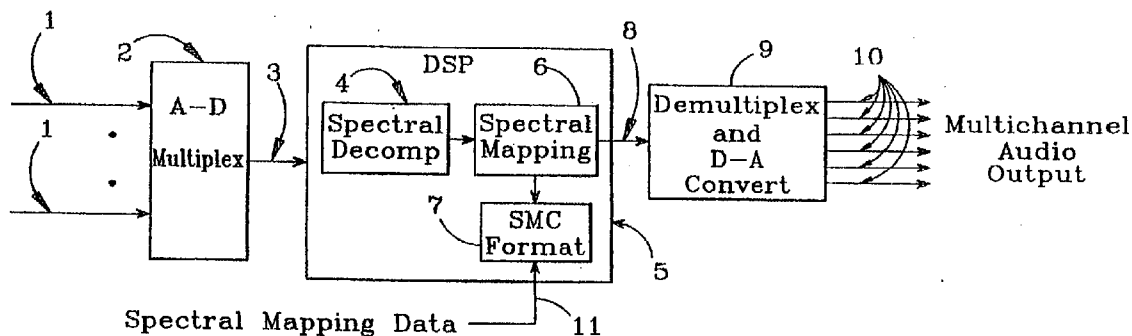 1
2
3
A-D
Multiplex
1
DSP
4
Spectral
Decomp
6
Spectral
Mapping
7
SMC
Format
5
8
9
Demultiplex
and
D-A
Convert
10
Multichannel
Audio
Output
Spectral Mapping Data
11